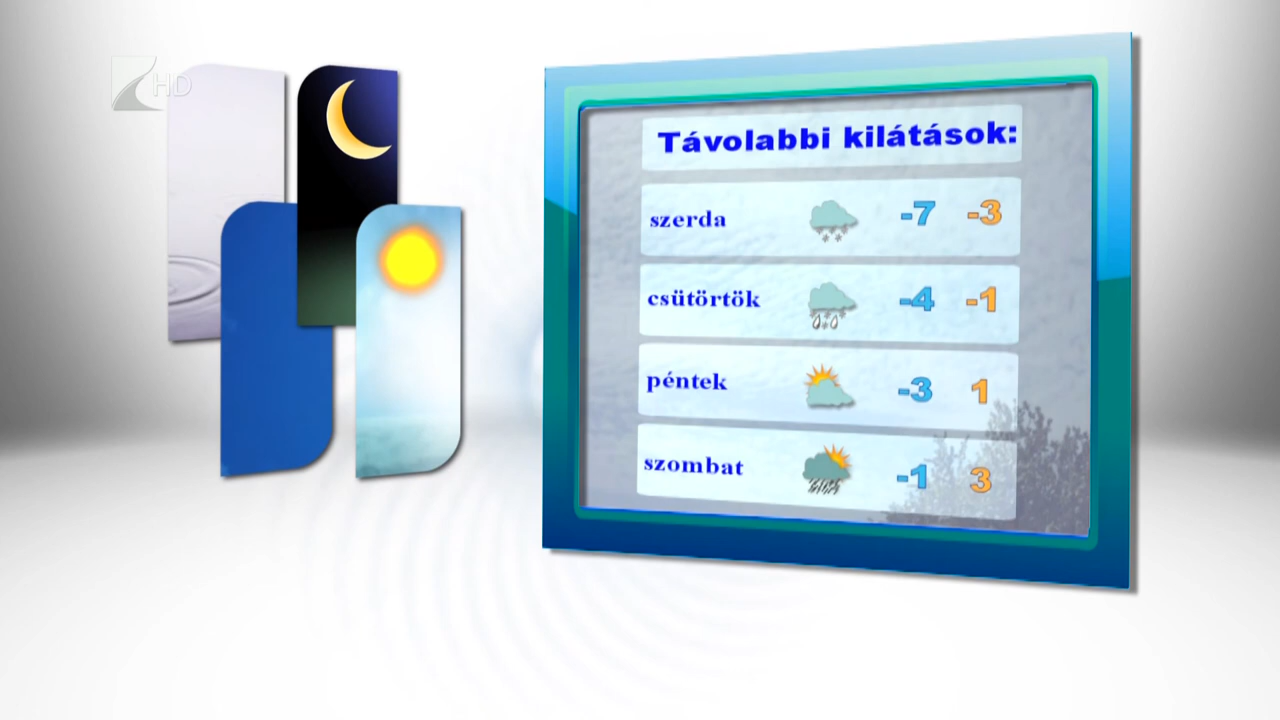 HD
Távolabbi kilátások:
szerda -7 -3
csütörtök -4 -1
péntek -3 1
szombat -1 3